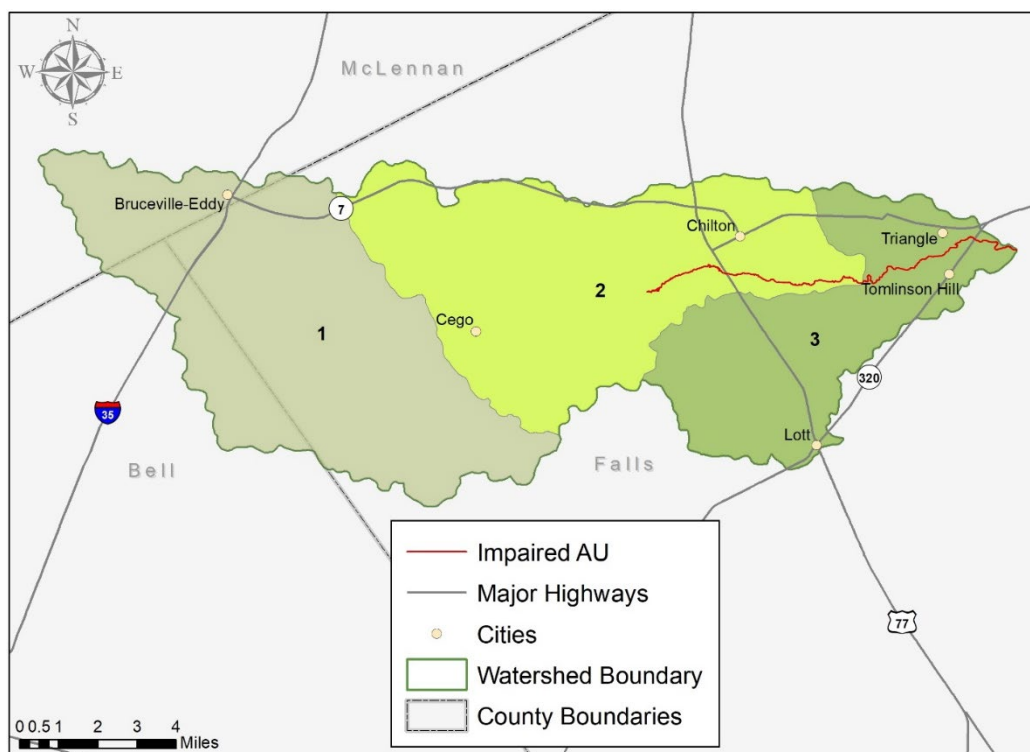 N
W E
S
McLennan
Bruceville-Eddy
7
Chilton
Triangle
Tomlinson Hill
2
Cego
1
3
320
35
Lott
Bell
Falls
77
Impaired AU
Major Highways
Cities
Watershed Boundary
County Boundaries
0 0.5 1 2 3 4
Miles